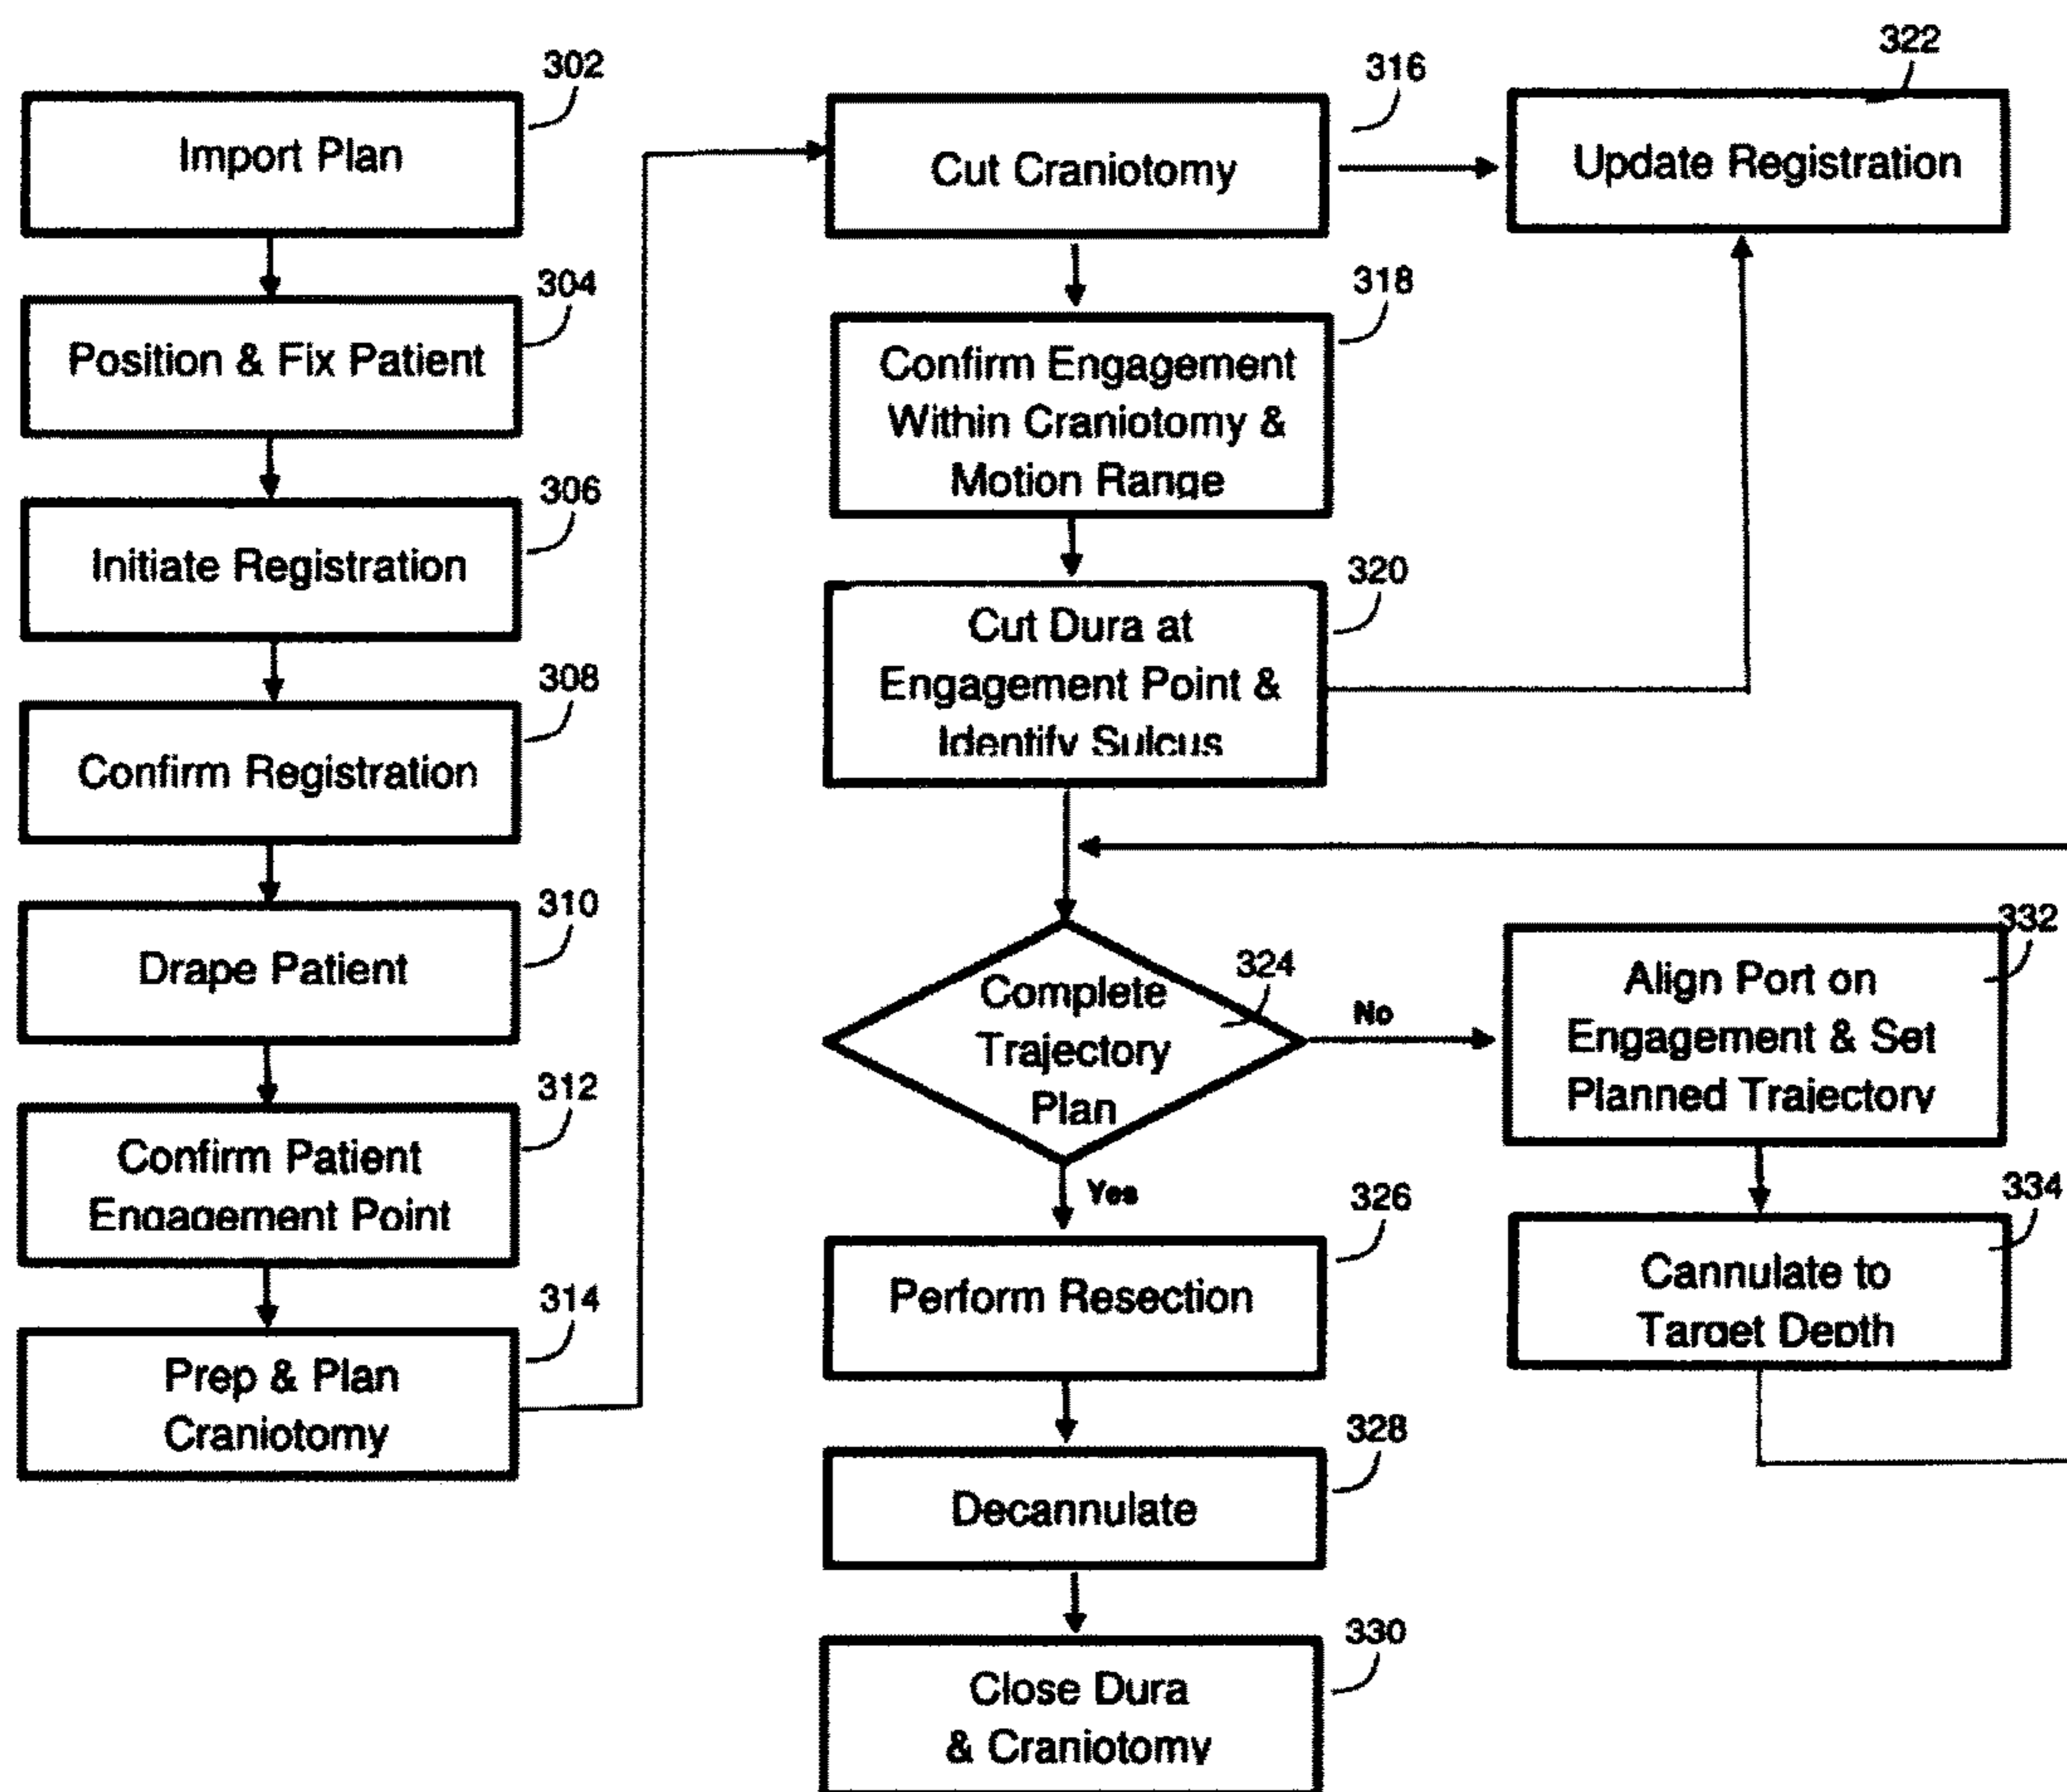 302
Import Plan
304
Position & Fix Patient
306
Initiate Registration
308
Confirm Registration
310
Drape Patient
312
Confirm Patient
Engagement Point
314
Prep & Plan
Craniotomy
316
Cut Craniotomy
318
Confirm Engagement
Within Craniotomy &
Motion Range
320
Cut Dura at
Engagement Point &
Identify Sulcus
322
Update Registration
324
Complete
Trajectory
Plan
No
Yes
326
Perform Resection
328
Decannulate
330
Close Dura
& Craniotomy
332
Align Port on
Engagement & Set
Planned Trajectory
334
Cannulate to
Target Depth